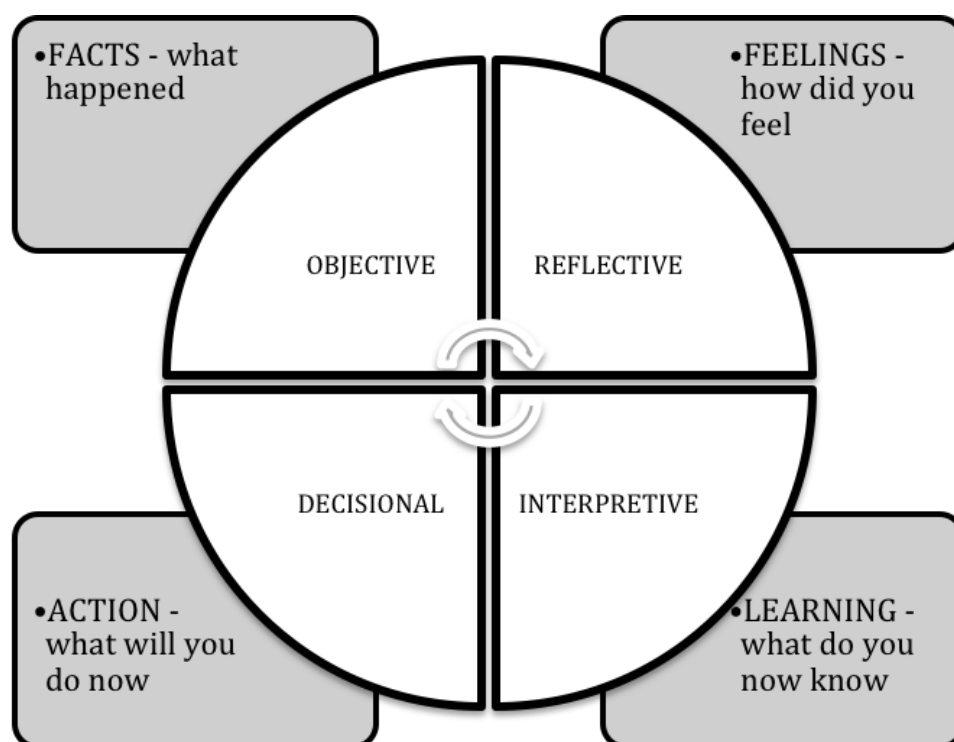 •FACTS - what
happened
•FEELINGS -
how did you
feel
OBJECTIVE
REFLECTIVE
DECISIONAL
INTERPRETIVE
•ACTION -
what will you
do now
•LEARNING -
what do you
now know